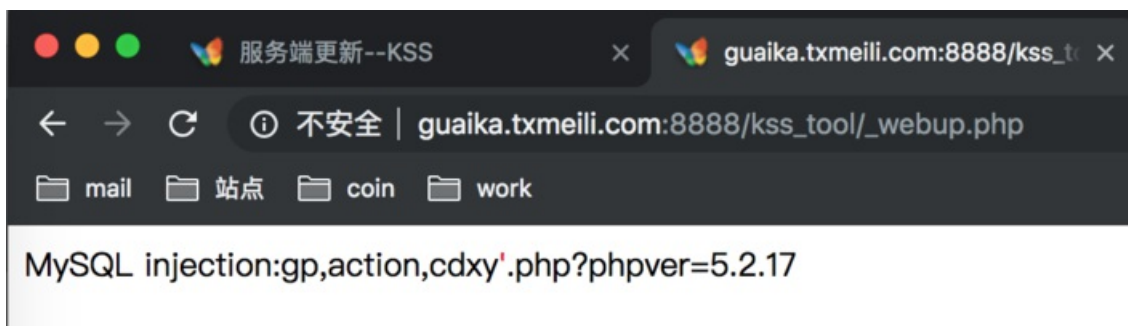 服务端更新--KSS
guaika.txmeili.com:8888/kss_t
不安全 guaika.txmeili.com:8888/kss_tool/_webup.php
mail 站点 coin work
MySQL injection:gp,action,cdxy'.php?phpver=5.2.17